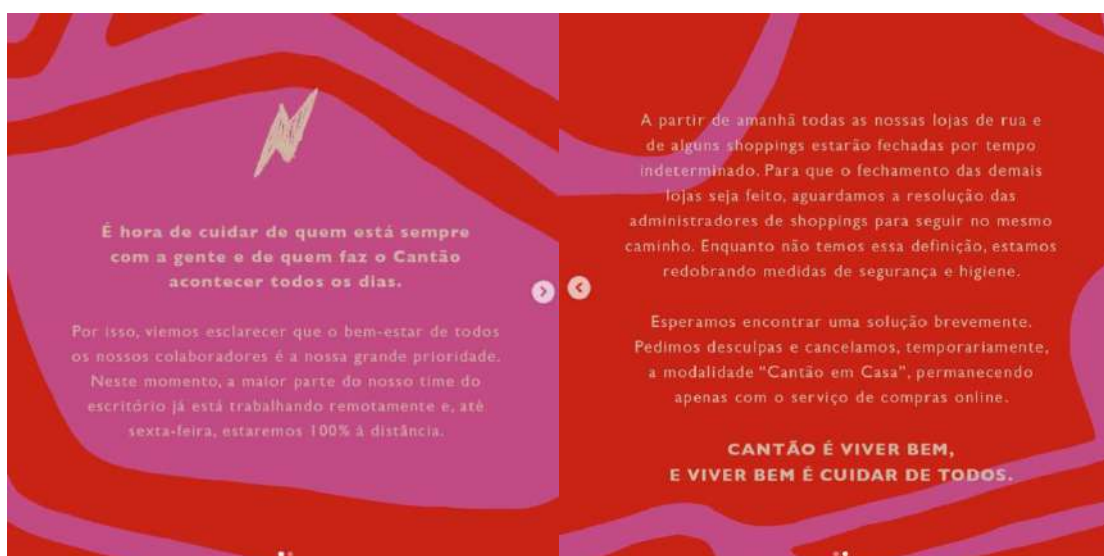 É hora de cuidar de quem está sempre
com a gente e de quem faz o Cantão
acontecer todos os dias.
Por isso, viemos esclarecer que o bem-estar de todos
os nossos colaboradores é a nossa grande prioridade.
Neste momento, a maior parte do nosso time do
escritório já está trabalhando remotamente e, até
sexta-feira, estaremos 100% á distância.
A partir de amanhã todas as nossas lojas de rua e
de alguns shoppings estarão fechadas por tempo
indeterminado. Para que o fechamento das demais
lojas seja feito, aguardamos a resolução das
administradores de shoppings para seguir no mesmo
caminho. Enquanto não temos essa definição, estamos
redobrando medidas de segurança e higiene.
Esperamos encontrar uma solução brevemente.
Pedimos desculpas e cancelamos, temporariamente,
a modalidade “Cantão em Casa”, permanecendo
apenas com o serviço de compras online.
CANTÃO É VIVER BEM,
E VIVER BEM É CUIDAR DE TODOS.